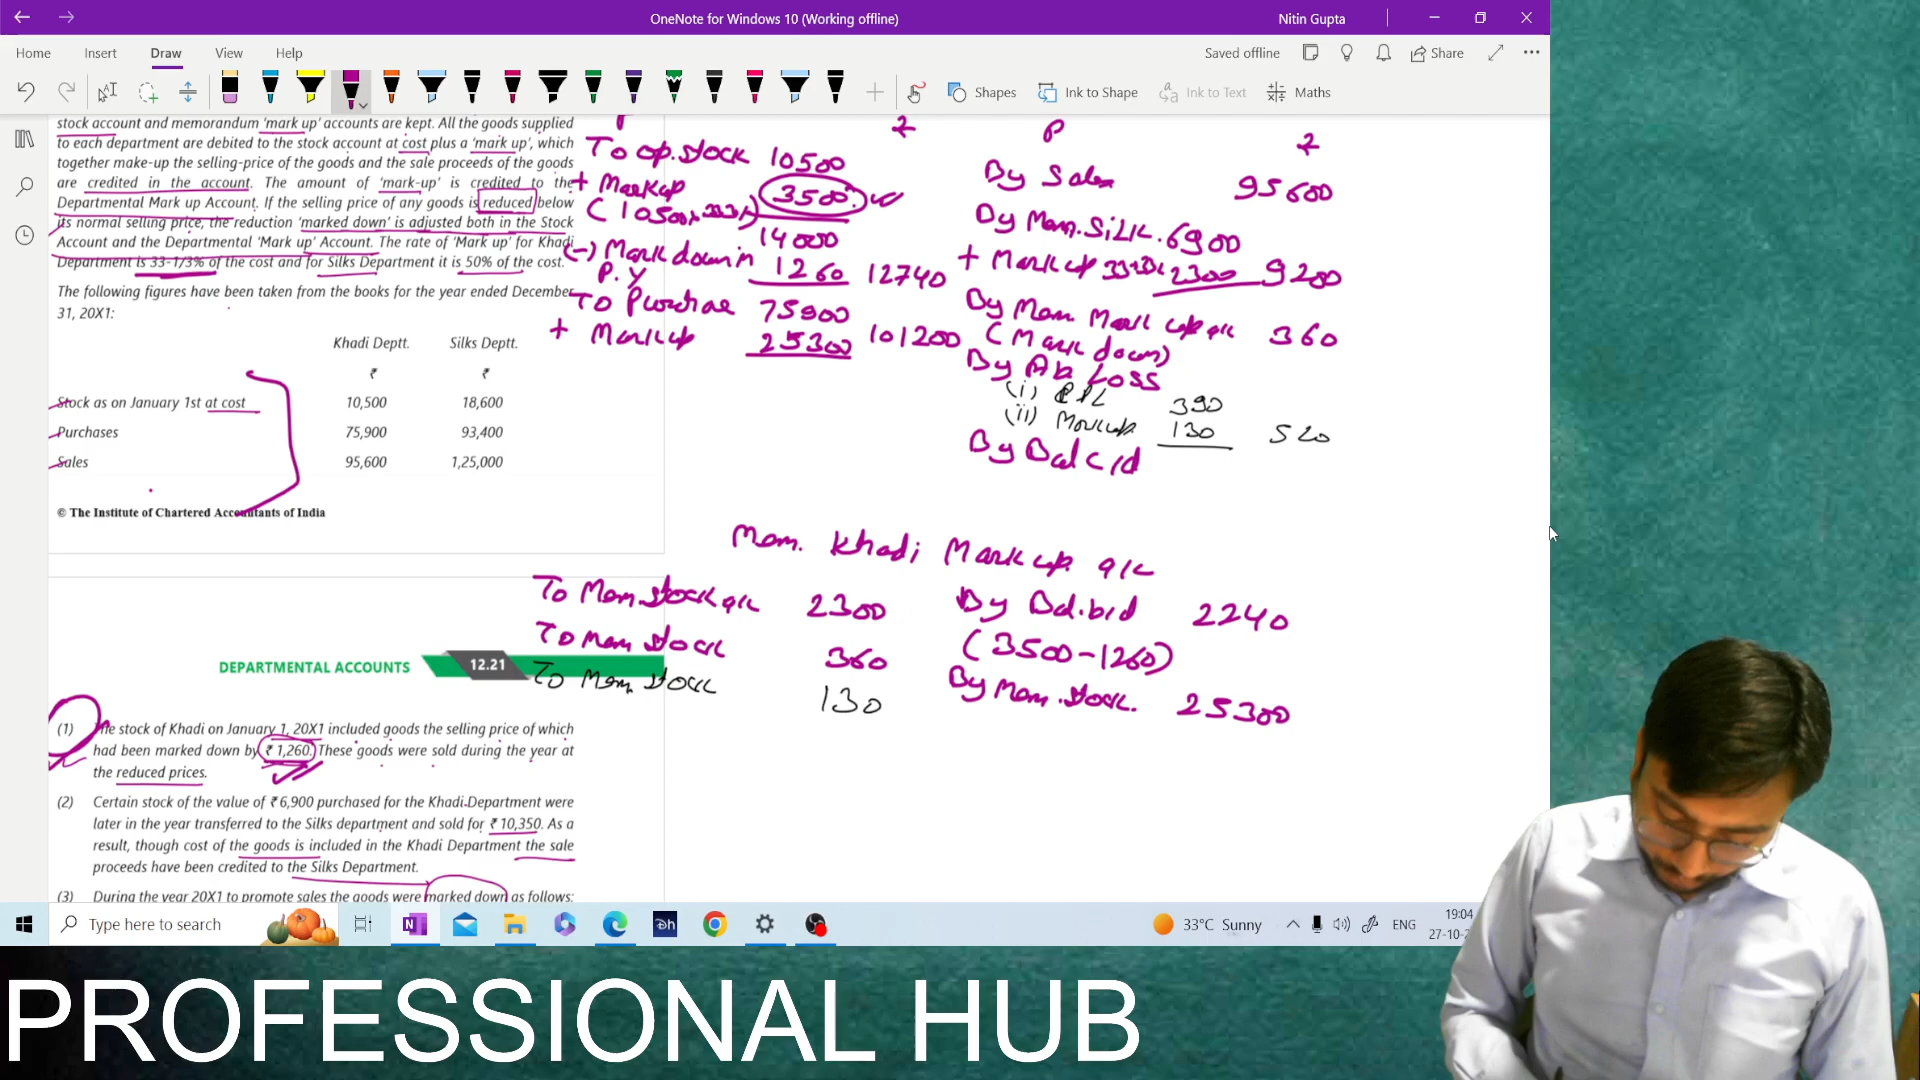 OneNote for Windows 10 (Working offline)
Nitin Gupta
Home Insert Draw View Help
Saved offline
Share
Shapes
Ink to Shape
Ink to Text
Maths
stock account and memorandum 'mark up' accounts are kept. All the goods supplied
to each department are debited to the stock account at cost plus a 'mark up', which
together make-up the selling-price of the goods and the sale proceeds of the goods
are credited in the account. The amount of 'mark-up' is credited to the
Departmental Mark up Account. If the selling price of any goods is reduced below
its normal selling price, the reduction 'marked down' is adjusted both in the Stock
Account and the Departmental 'Mark up' Account. The rate of 'Mark up' for Khadi
Department is 33-1/3% of the cost and for Silks Department it is 50% of the cost.
The following figures have been taken from the books for the year ended December
31, 20X1:
Khadi Deptt. Silks Deptt.
₹ ₹
Stock as on January 1st at cost 10,500 18,600
Purchases 75,900 93,400
Sales 95,600 1,25,000
© The Institute of Chartered Accountants of India
DEPARTMENTAL ACCOUNTS 12.21
(1) The stock of Khadi on January 1, 20X1 included goods the selling price of which
had been marked down by ₹ 1,260. These goods were sold during the year at
the reduced prices.
(2) Certain stock of the value of ₹ 6,900 purchased for the Khadi Department were
later in the year transferred to the Silks department and sold for ₹ 10,350. As a
result, though cost of the goods is included in the Khadi Department the sale
proceeds have been credited to the Silks Department.
(3) During the year 20X1 to promote sales the goods were marked down as follows:
P ₹
To op. stock 10500
+ Markup 3500
14000
(-) Mark down in
P.Y 1260 12740
To Purchase 75900
+ Markup 25300 101200
By Sales 95600
By Mem. Silk. 6900
+ Markup 2300 9200
By Mem. Mark up a/c 360
(Mark down)
By Ab Loss
(i) P/L 390
(ii) Markup 130 520
By Bal c/d
Mem. Khadi Mark up a/c
To Mem stock a/c 2300 By Bal. b/d 2240
(3500-1260)
To Mem stock 360
To Mem. stock 130
By Mem. stock. 25300
Type here to search
33°C Sunny
ENG
19:04
PROFESSIONAL HUB